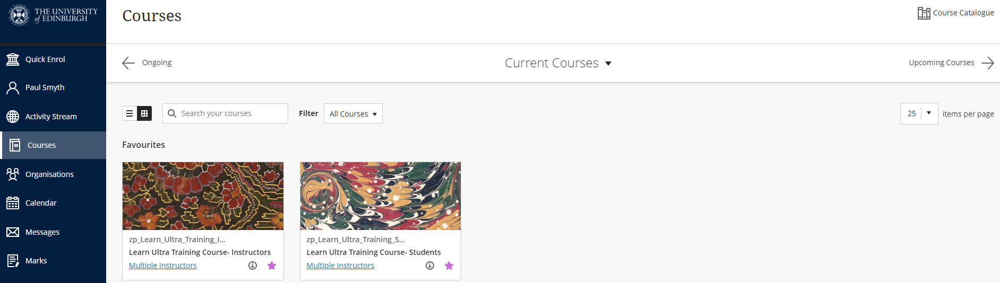 THE UNIVERSITY
of EDINBURGH
Quick Enrol
Paul Smyth
Activity Stream
Courses
Organisations
Calendar
Messages
Marks
Courses
Course Catalogue
Ongoing
Current Courses
Upcoming Courses
Search your courses
Filter
All Courses
25
items per page
Favourites
zp_Learn_Ultra_Training_I...
Learn Ultra Training Course- Instructors
Multiple Instructors
zp_Learn_Ultra_Training_S...
Learn Ultra Training Course- Students
Multiple Instructors